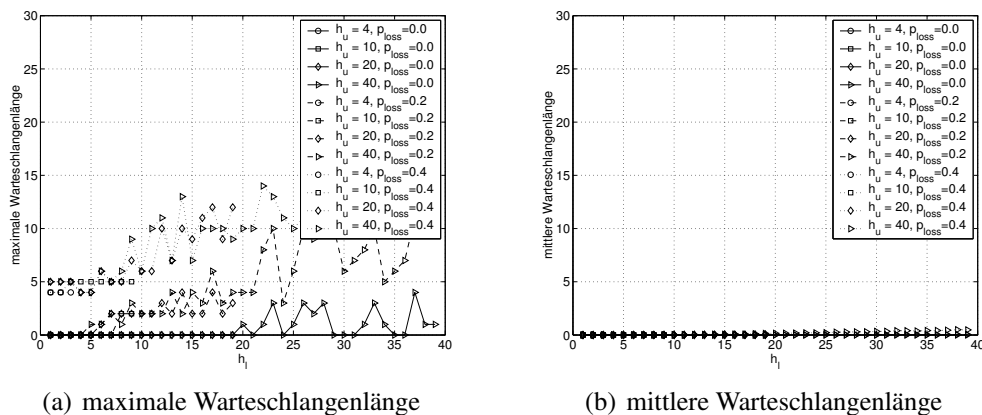 30
25
20
15
10
5
0
maximale Warteschlangenlänge
0 5 10 15 20 25 30 35 40
h_l
h_u = 4, p_loss=0.0
h_u = 10, p_loss=0.0
h_u = 20, p_loss=0.0
h_u = 40, p_loss=0.0
h_u = 4, p_loss=0.2
h_u = 10, p_loss=0.2
h_u = 20, p_loss=0.2
h_u = 40, p_loss=0.2
h_u = 4, p_loss=0.4
h_u = 10, p_loss=0.4
h_u = 20, p_loss=0.4
h_u = 40, p_loss=0.4
(a) maximale Warteschlangenlänge
30
25
20
15
10
5
0
mittlere Warteschlangenlänge
0 5 10 15 20 25 30 35 40
h_l
h_u = 4, p_loss=0.0
h_u = 10, p_loss=0.0
h_u = 20, p_loss=0.0
h_u = 40, p_loss=0.0
h_u = 4, p_loss=0.2
h_u = 10, p_loss=0.2
h_u = 20, p_loss=0.2
h_u = 40, p_loss=0.2
h_u = 4, p_loss=0.4
h_u = 10, p_loss=0.4
h_u = 20, p_loss=0.4
h_u = 40, p_loss=0.4
(b) mittlere Warteschlangenlänge